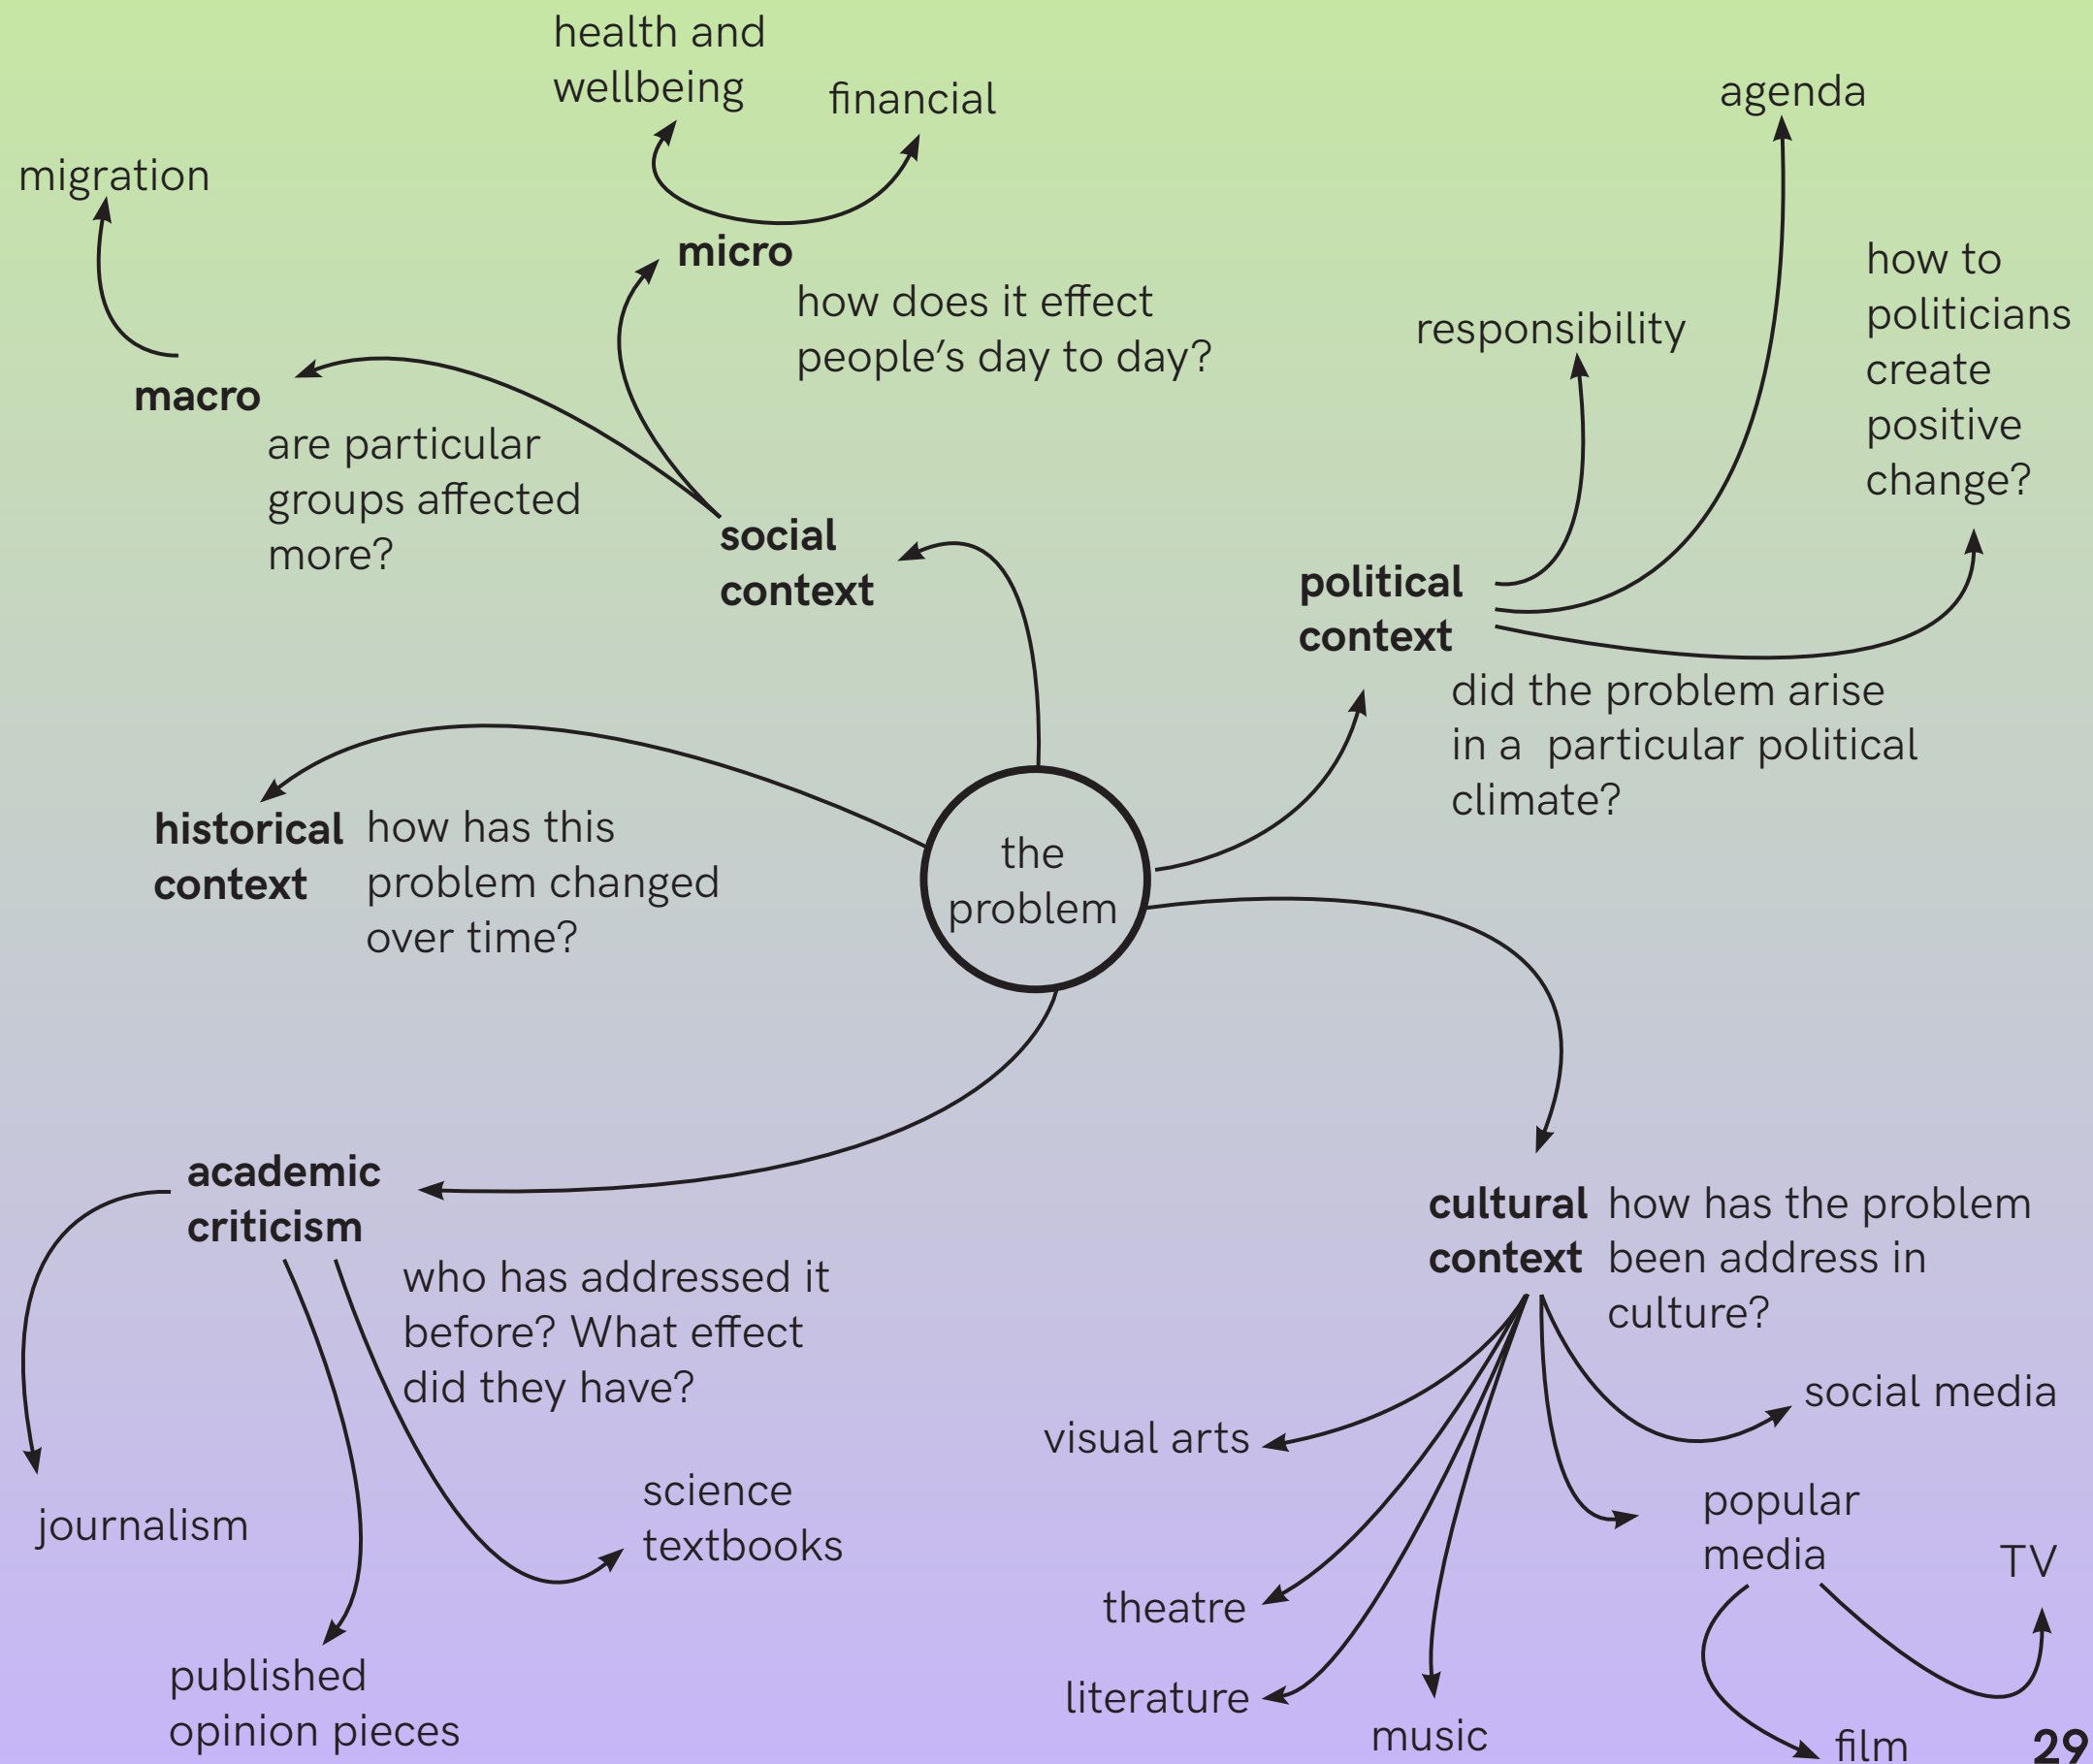 health and
wellbeing
financial
agenda
migration
micro
how does it effect
people's day to day?
how to
politicians
create
positive
change?
responsibility
macro
are particular
groups affected
more?
social
context
political
context
did the problem arise
in a  particular political
climate?
historical
context
how has this
problem changed
over time?
the
problem
academic
criticism
who has addressed it
before? What effect
did they have?
cultural
context
how has the problem
been address in
culture?
social media
visual arts
journalism
science
textbooks
popular
media
TV
theatre
published
opinion pieces
literature
music
film
29